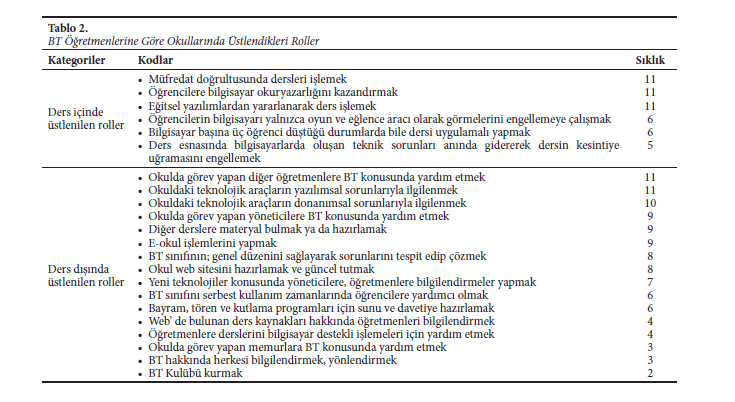 Tablo 2.
BT Öğretmenlerine Göre Okullarında Üstlendikleri Roller
Kategoriler Kodlar Sıklık
Ders içinde üstlenilen roller
• Müfredat doğrultusunda dersleri işlemek 11
• Öğrencilere bilgisayar okuryazarlığını kazandırmak 11
• Eğitsel yazılımlardan yararlanarak ders işlemek 11
• Öğrencilerin bilgisayarı yalnızca oyun ve eğlence aracı olarak görmelerini engellemeye çalışmak 6
• Bilgisayar başına üç öğrenci düştüğü durumlarda bile dersi uygulamalı yapmak 6
• Ders esnasında bilgisayarlarda oluşan teknik sorunları anında gidererek dersin kesintiye 5
uğramasını engellemek
Ders dışında üstlenilen roller
• Okulda görev yapan diğer öğretmenlere BT konusunda yardım etmek 11
• Okuldaki teknolojik araçların yazılımsal sorunlarıyla ilgilenmek 11
• Okuldaki teknolojik araçların donanımsal sorunlarıyla ilgilenmek 10
• Okulda görev yapan yöneticilere BT konusunda yardım etmek 9
• Diğer derslere materyal bulmak ya da hazırlamak 9
• E-okul işlemlerini yapmak 9
• BT sınıfının; genel düzenini sağlayarak sorunlarını tespit edip çözmek 8
• Okul web sitesini hazırlamak ve güncel tutmak 8
• Yeni teknolojiler konusunda yöneticilere, öğretmenlere bilgilendirmeler yapmak 7
• BT sınıfını serbest kullanım zamanlarında öğrencilere yardımcı olmak 6
• Bayram, tören ve kutlama programları için sunu ve davetiye hazırlamak 6
• Web' de bulunan ders kaynakları hakkında öğretmenleri bilgilendirmek 4
• Öğretmenlere derslerini bilgisayar destekli işlemeleri için yardım etmek 4
• Okulda görev yapan memurlara BT konusunda yardım etmek 3
• BT hakkında herkesi bilgilendirmek, yönlendirmek 3
• BT Kulübü kurmak 2